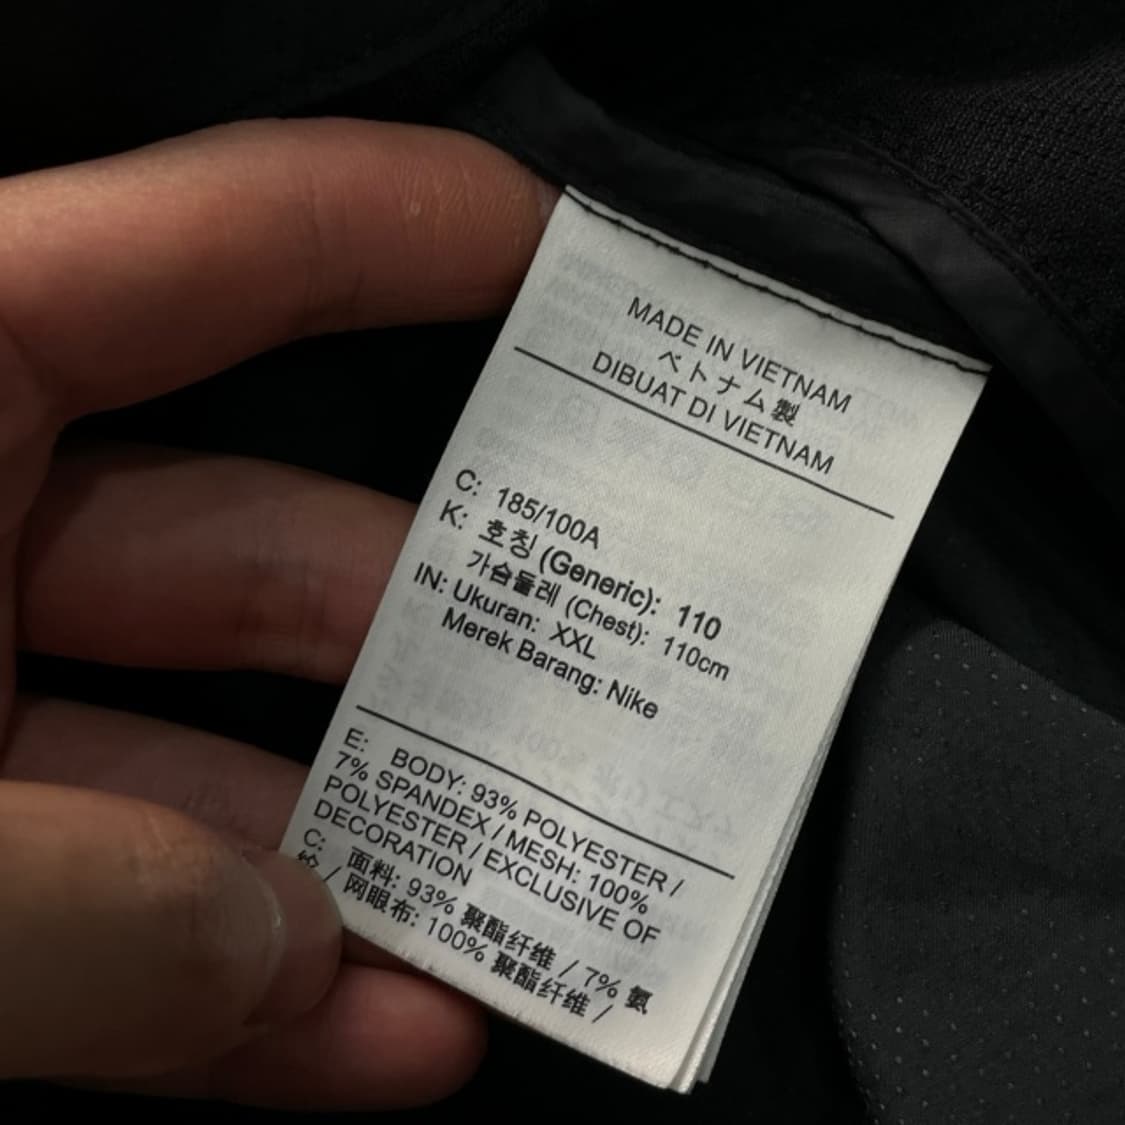 MADE IN VIETNAM
ベトナム製
DIBUAT DI VIETNAM
C: 185/100A
K: 호칭 (Generic): 110
가슴둘레 (Chest): 110cm
IN: Ukuran: XXL
Merek Barang: Nike
E: BODY: 93% POLYESTER /
7% SPANDEX / MESH: 100%
POLYESTER / EXCLUSIVE OF
DECORATION
C: 面料: 93% 聚酯纤维 / 7% 氨
纶 / 网眼布: 100% 聚酯纤维 /